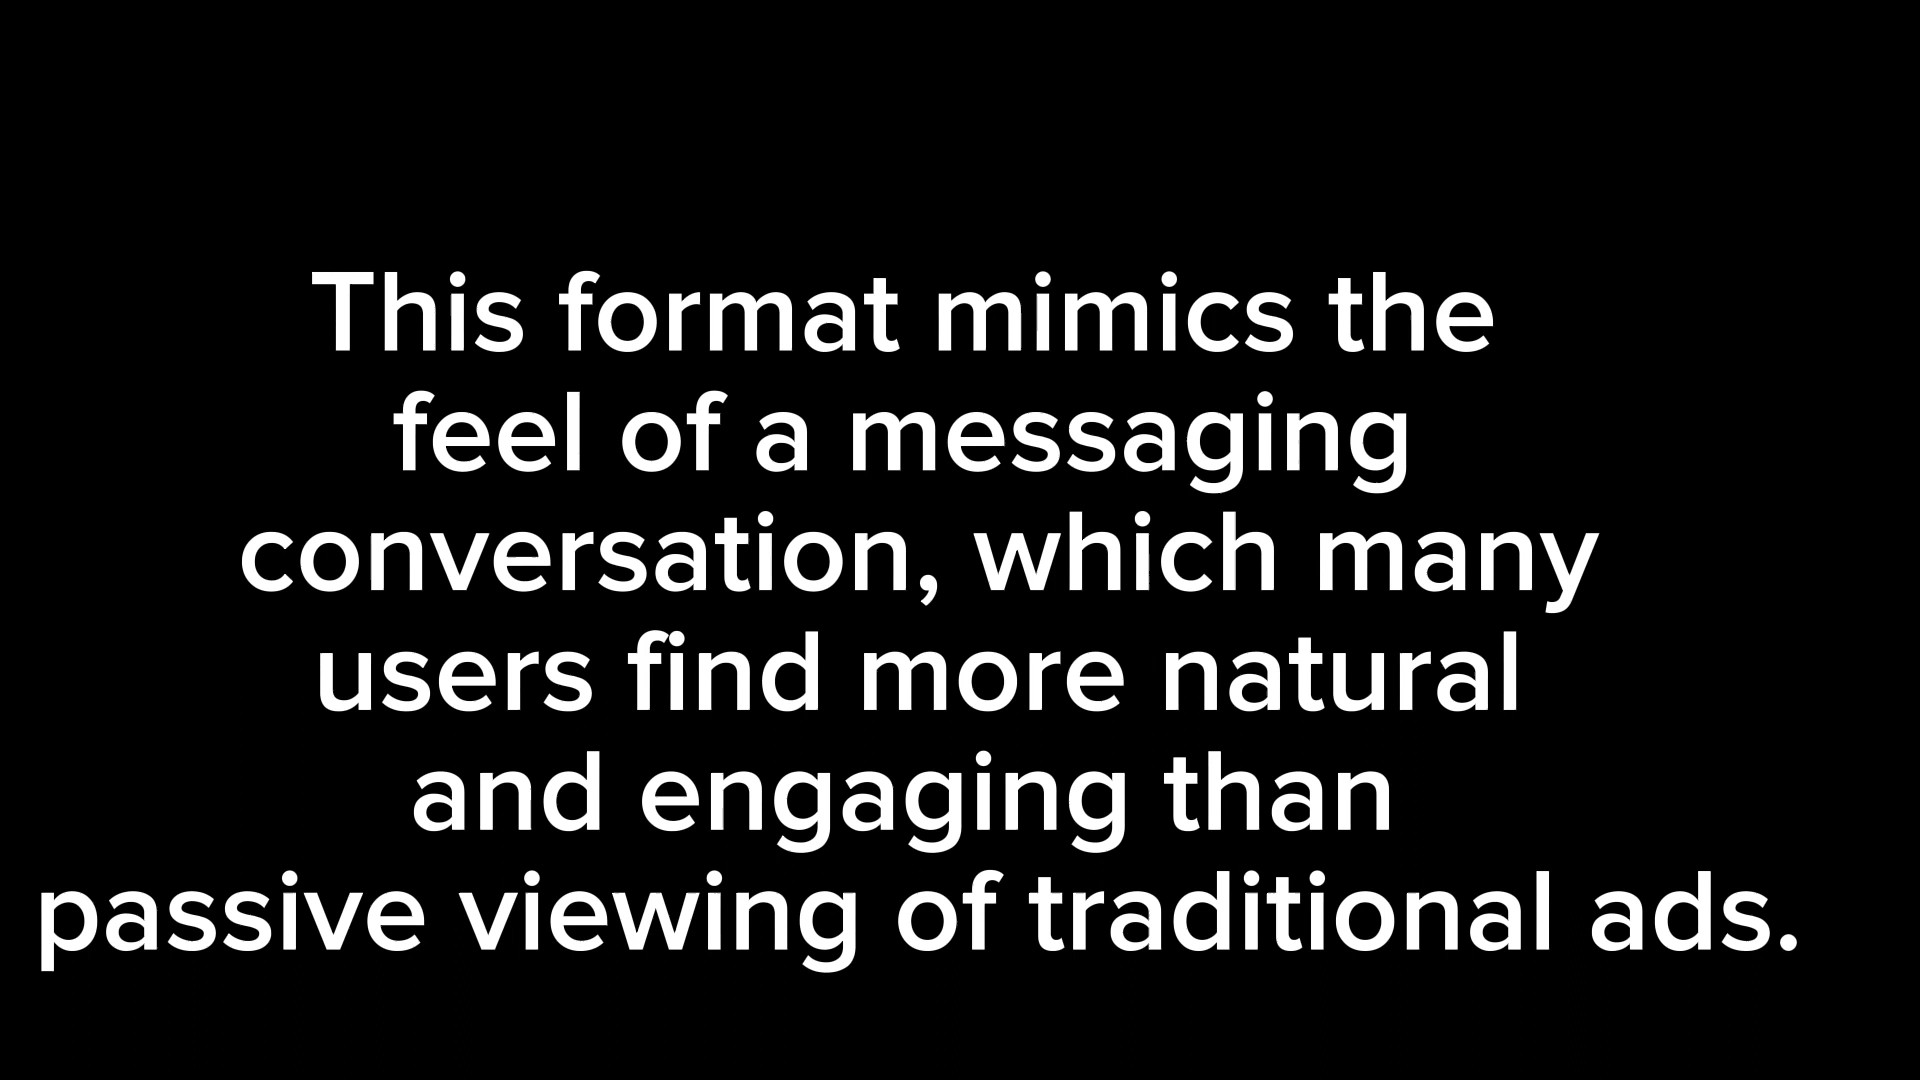 This format mimics the
feel of a messaging
conversation, which many
users find more natural
and engaging than
passive viewing of traditional ads.